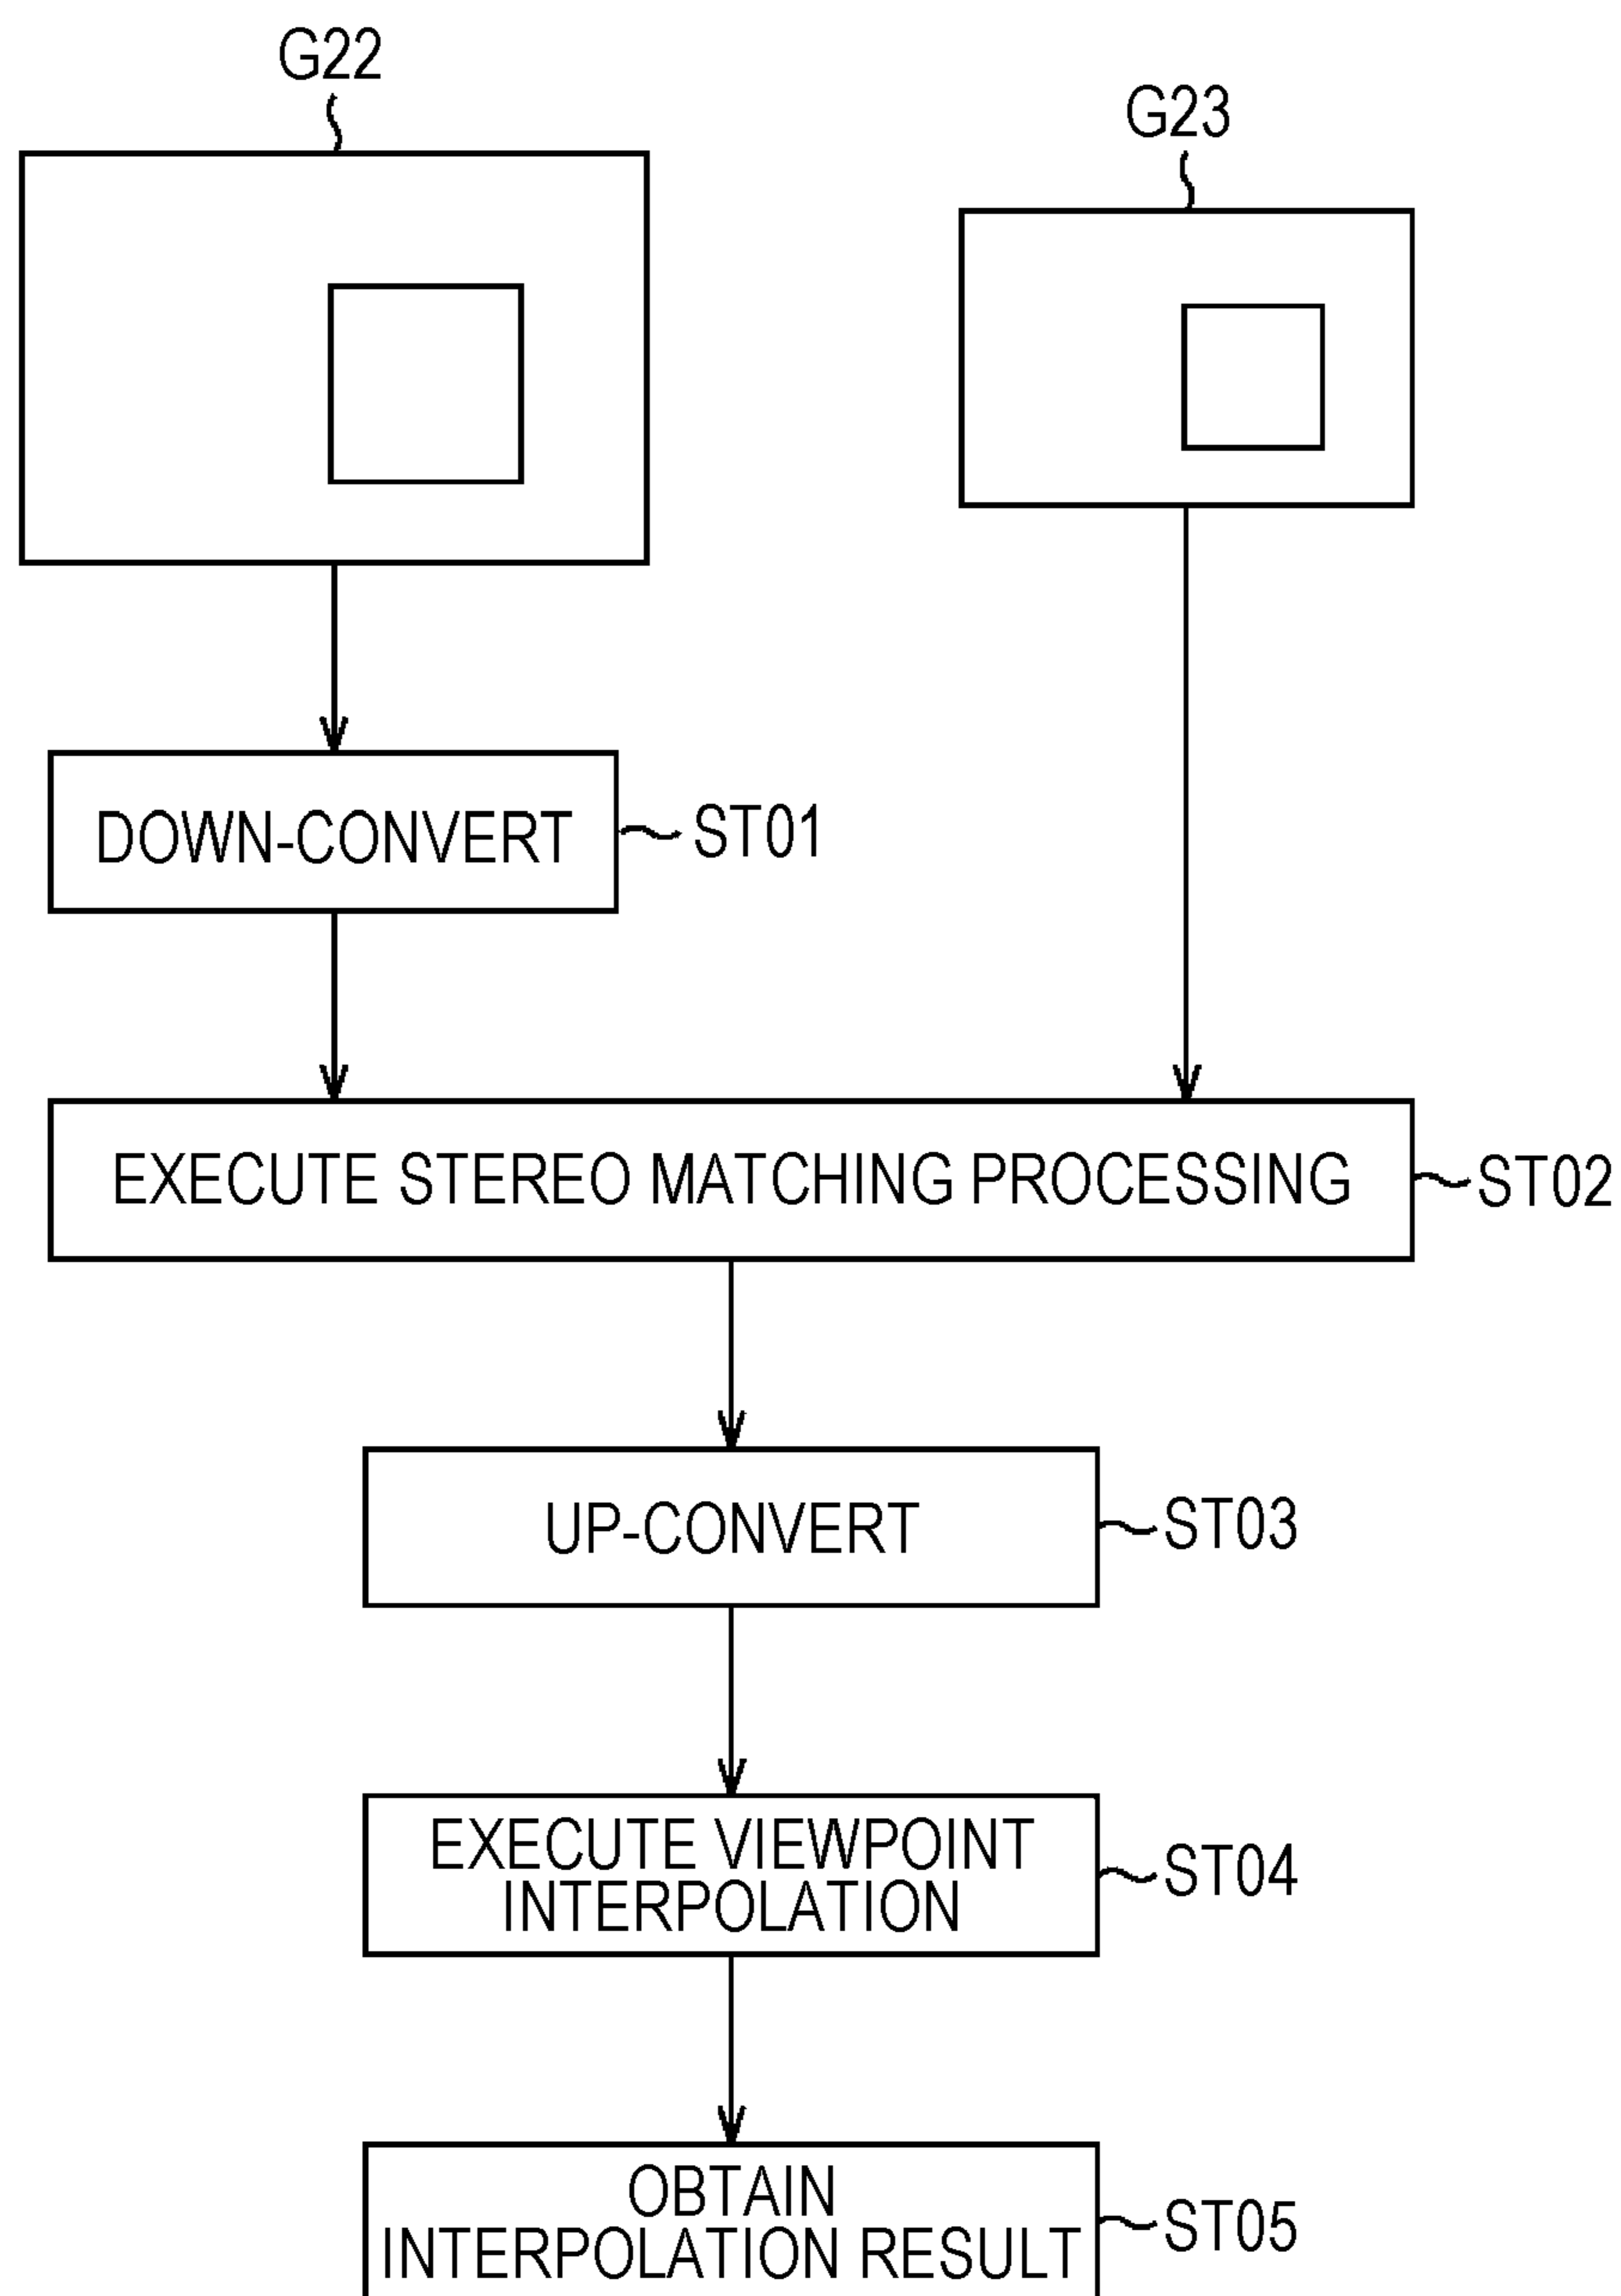 G22
G23
DOWN-CONVERT
ST01
EXECUTE STEREO MATCHING PROCESSING
ST02
UP-CONVERT
ST03
EXECUTE VIEWPOINT
INTERPOLATION
ST04
OBTAIN
INTERPOLATION RESULT
ST05